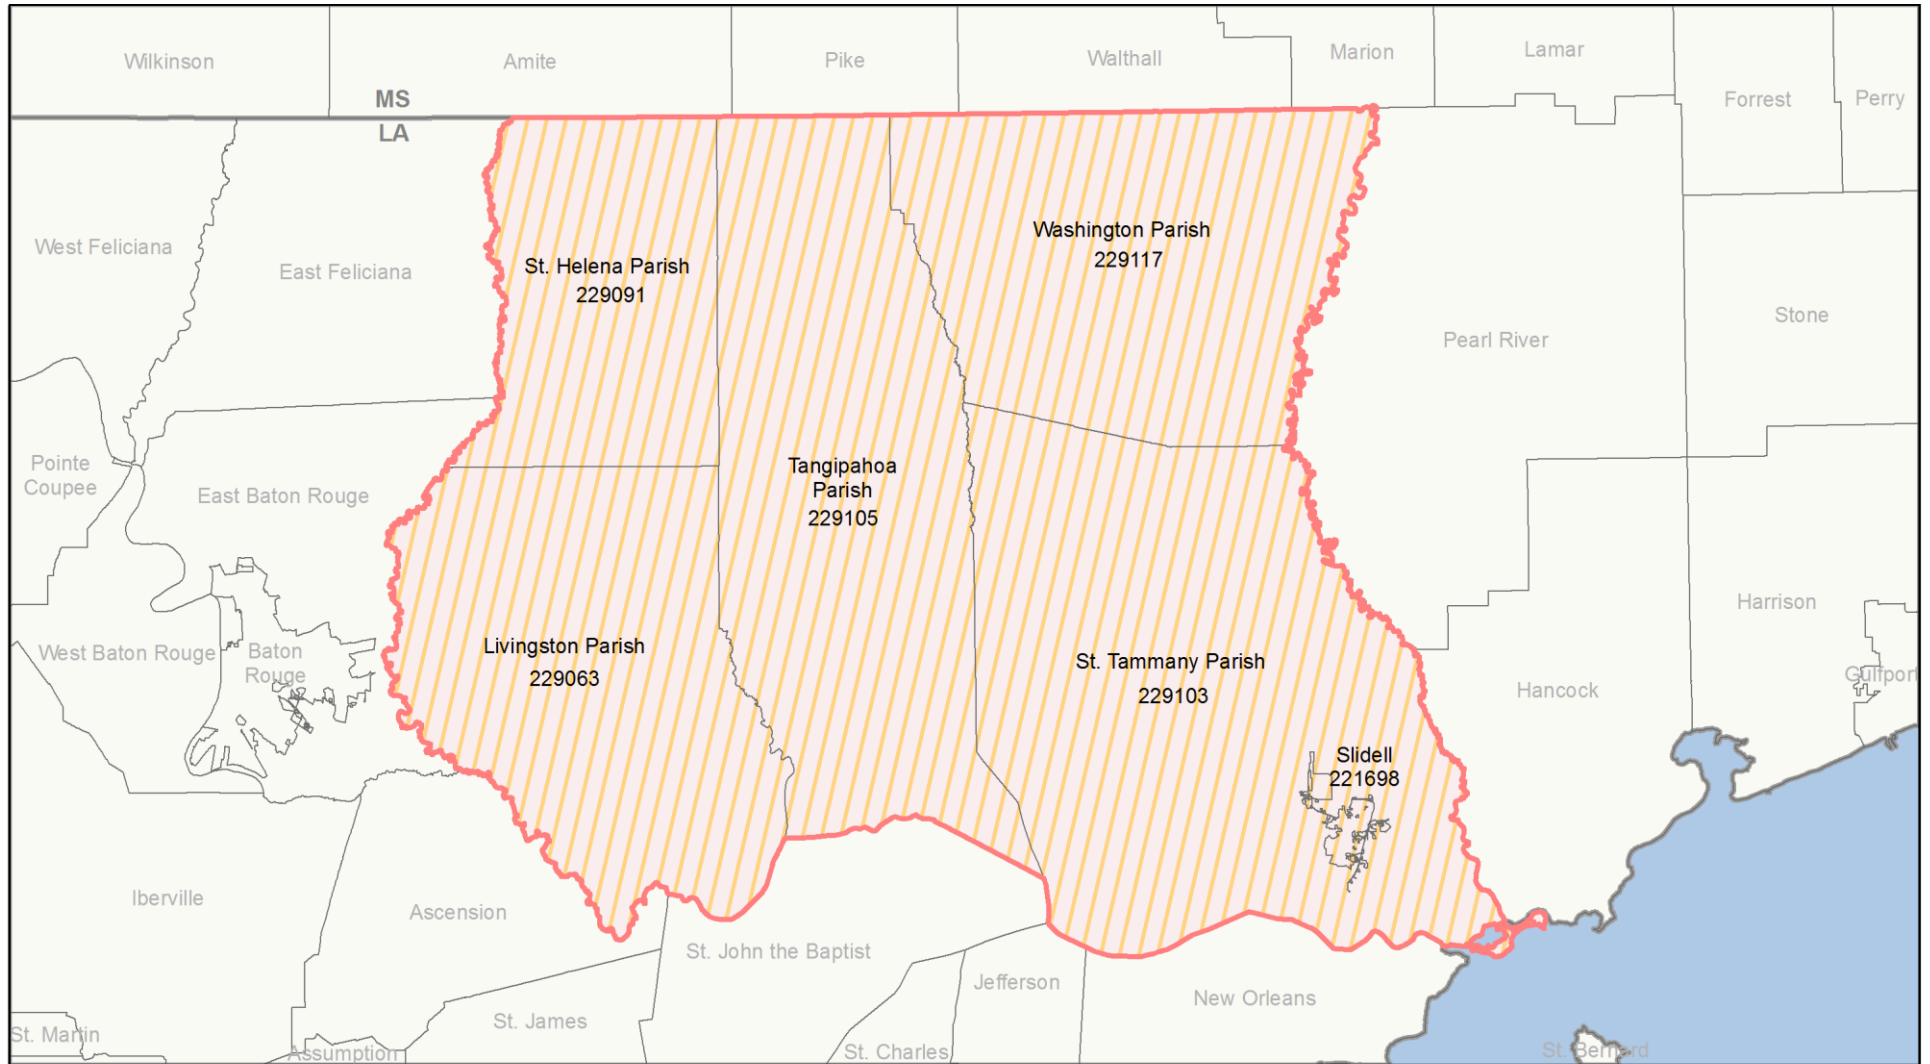 Wilkinson
Amite
Pike
Walthall
Marion
Lamar
Forrest
Perry
MS
LA
West Feliciana
East Feliciana
St. Helena Parish
229091
Washington Parish
229117
Pearl River
Stone
Pointe
Coupee
East Baton Rouge
Tangipahoa
Parish
229105
West Baton Rouge
Baton
Rouge
Livingston Parish
229063
St. Tammany Parish
229103
Harrison
Hancock
Gulfport
Slidell
221698
Iberville
Ascension
St. John the Baptist
Jefferson
New Orleans
St. Martin
St. James
Assumption
St. Charles
St. Bernard